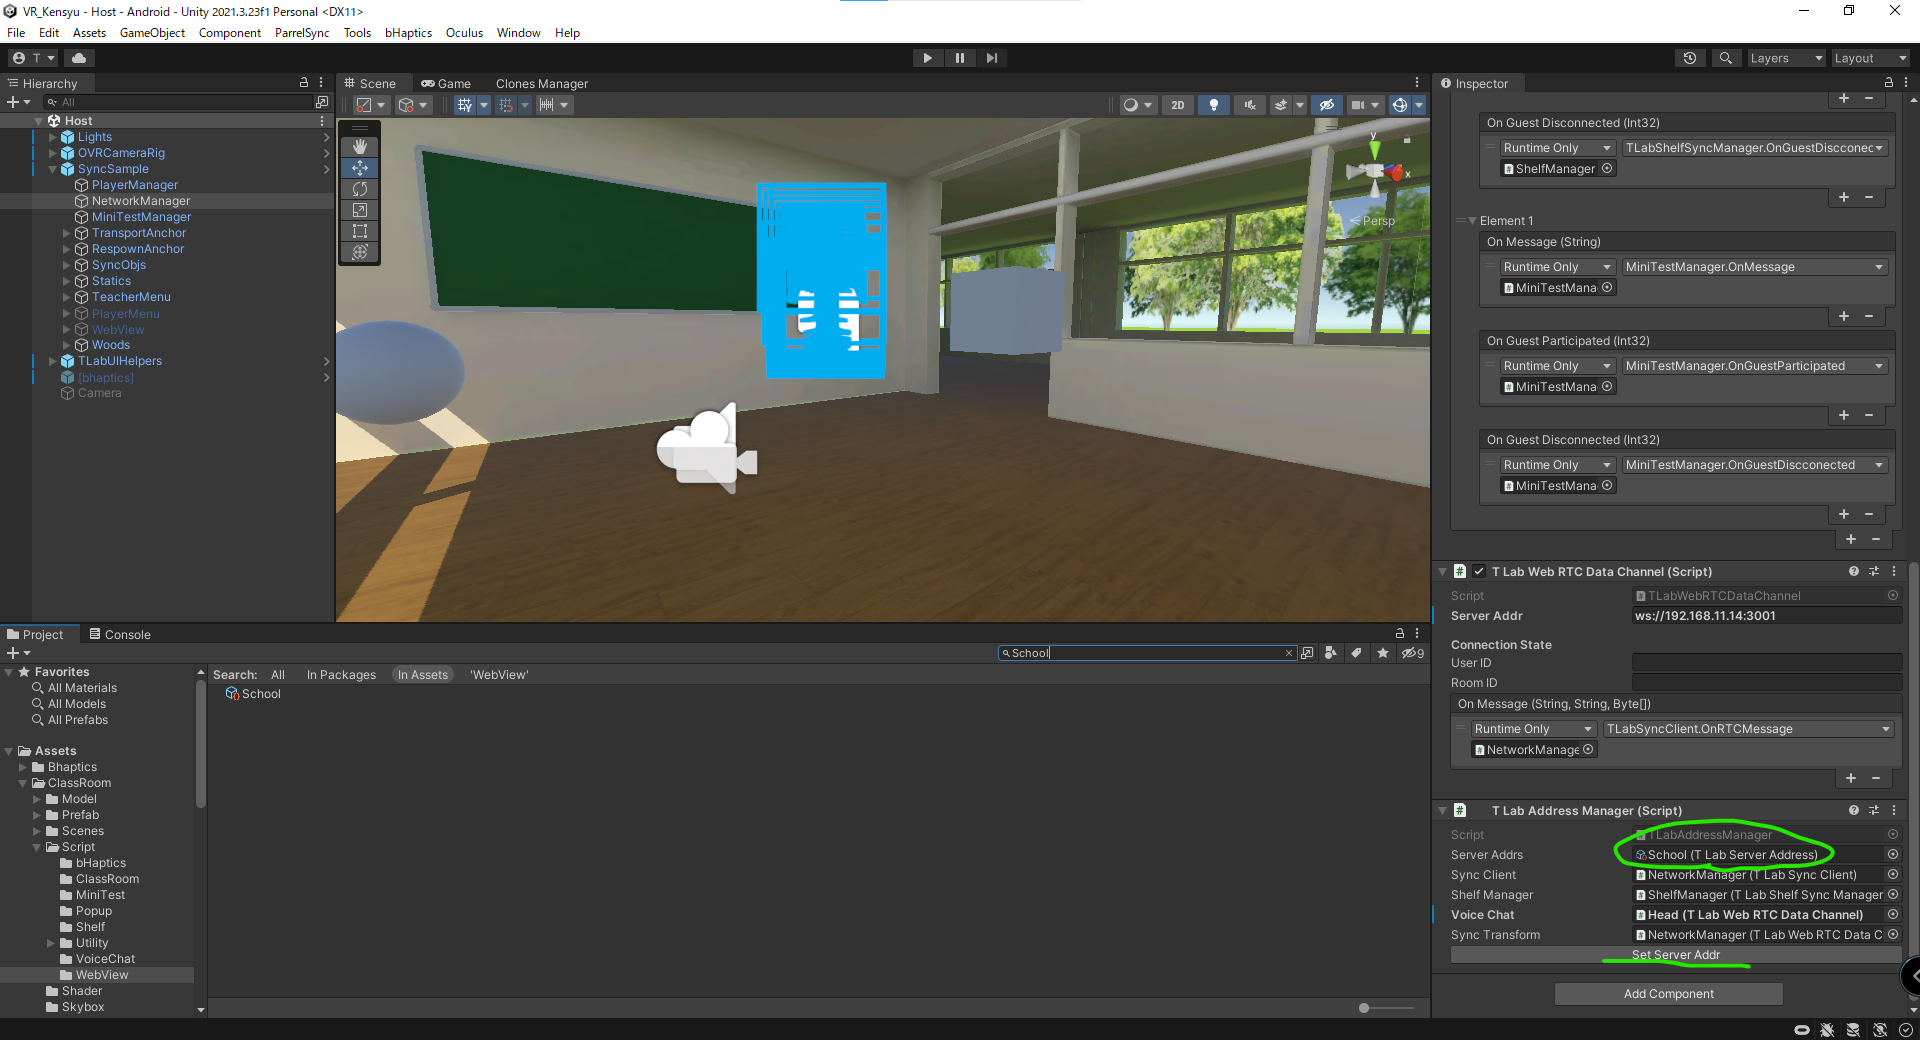 VR_Kensyu - Host - Android - Unity 2021.3.23f1 Personal <DX11>
File Edit Assets GameObject Component ParrelSync Tools bHaptics Oculus Window Help
T Layers Layout
Hierarchy
All
Host
Lights
OVRCameraRig
SyncSample
PlayerManager
NetworkManager
MiniTestManager
TransportAnchor
RespownAnchor
SyncObjs
Statics
TeacherMenu
PlayerMenu
WebView
Woods
TLabUIHelpers
[bhaptics]
Camera
Scene Game Clones Manager
2D
y
x
Persp
Inspector
On Guest Disconnected (Int32)
Runtime Only TLabShelfSyncManager.OnGuestDiscconec
ShelfManager
Element 1
On Message (String)
Runtime Only MiniTestManager.OnMessage
MiniTestMana
On Guest Participated (Int32)
Runtime Only MiniTestManager.OnGuestParticipated
MiniTestMana
On Guest Disconnected (Int32)
Runtime Only MiniTestManager.OnGuestDiscconected
MiniTestMana
T Lab Web RTC Data Channel (Script)
Script TLabWebRTCDataChannel
Server Addr ws://192.168.11.14:3001
Connection State
User ID
Room ID
On Message (String, String, Byte[])
Runtime Only TLabSyncClient.OnRTCMessage
NetworkManage
T Lab Address Manager (Script)
Script TLabAddressManager
Server Addrs School (T Lab Server Address)
Sync Client NetworkManager (T Lab Sync Client)
Shelf Manager ShelfManager (T Lab Shelf Sync Manager
Voice Chat Head (T Lab Web RTC Data Channel)
Sync Transform NetworkManager (T Lab Web RTC Data C
Set Server Addr
Add Component
Project Console
School
9
Favorites
All Materials
All Models
All Prefabs
Assets
Bhaptics
ClassRoom
Model
Prefab
Scenes
Script
bHaptics
ClassRoom
MiniTest
Popup
Shelf
Utility
VoiceChat
WebView
Shader
Skybox
Search: All In Packages In Assets 'WebView'
School